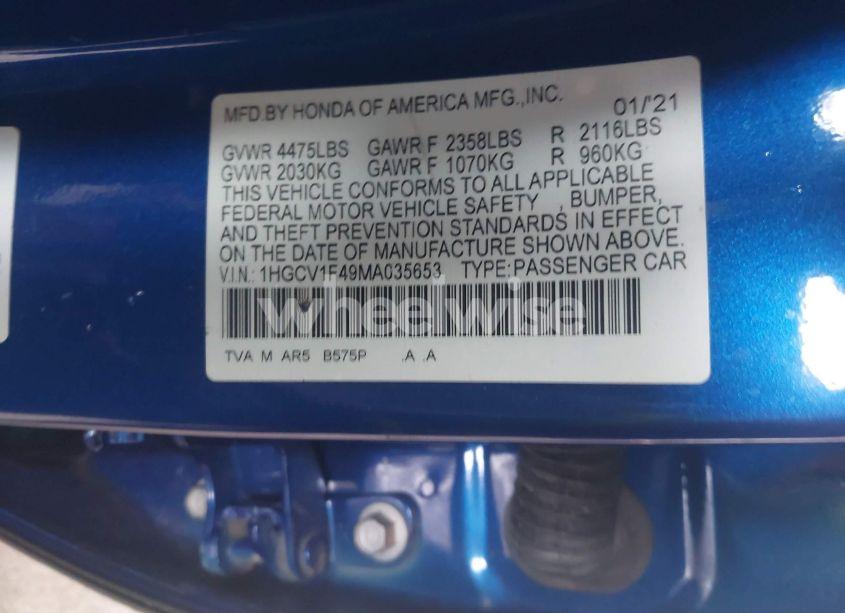 MFD.BY HONDA OF AMERICA MFG.,INC. 01/'21
GVWR 4475LBS GAWR F 2358LBS R 2116LBS
GVWR 2030KG GAWR F 1070KG R 960KG
THIS VEHICLE CONFORMS TO ALL APPLICABLE
FEDERAL MOTOR VEHICLE SAFETY , BUMPER,
AND THEFT PREVENTION STANDARDS IN EFFECT
ON THE DATE OF MANUFACTURE SHOWN ABOVE.
V.I.N.: 1HGCV1F49MA035653 TYPE:PASSENGER CAR
wheelwise
TVA M AR5 B575P .A .A